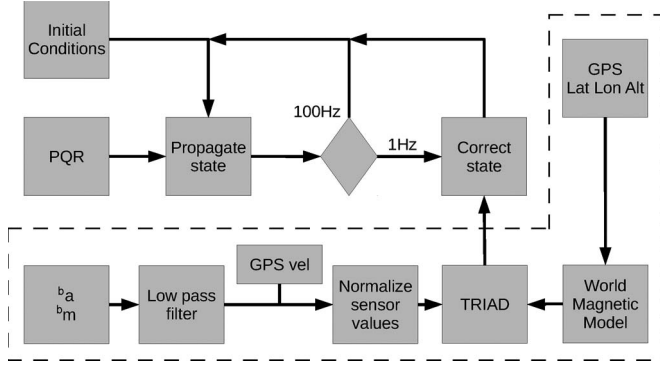 Initial
Conditions
GPS
Lat Lon Alt
100Hz
1Hz
PQR
Propagate
state
Correct
state
GPS vel
ᵇa
ᵇm
Low pass
filter
Normalize
sensor
values
TRIAD
World
Magnetic
Model